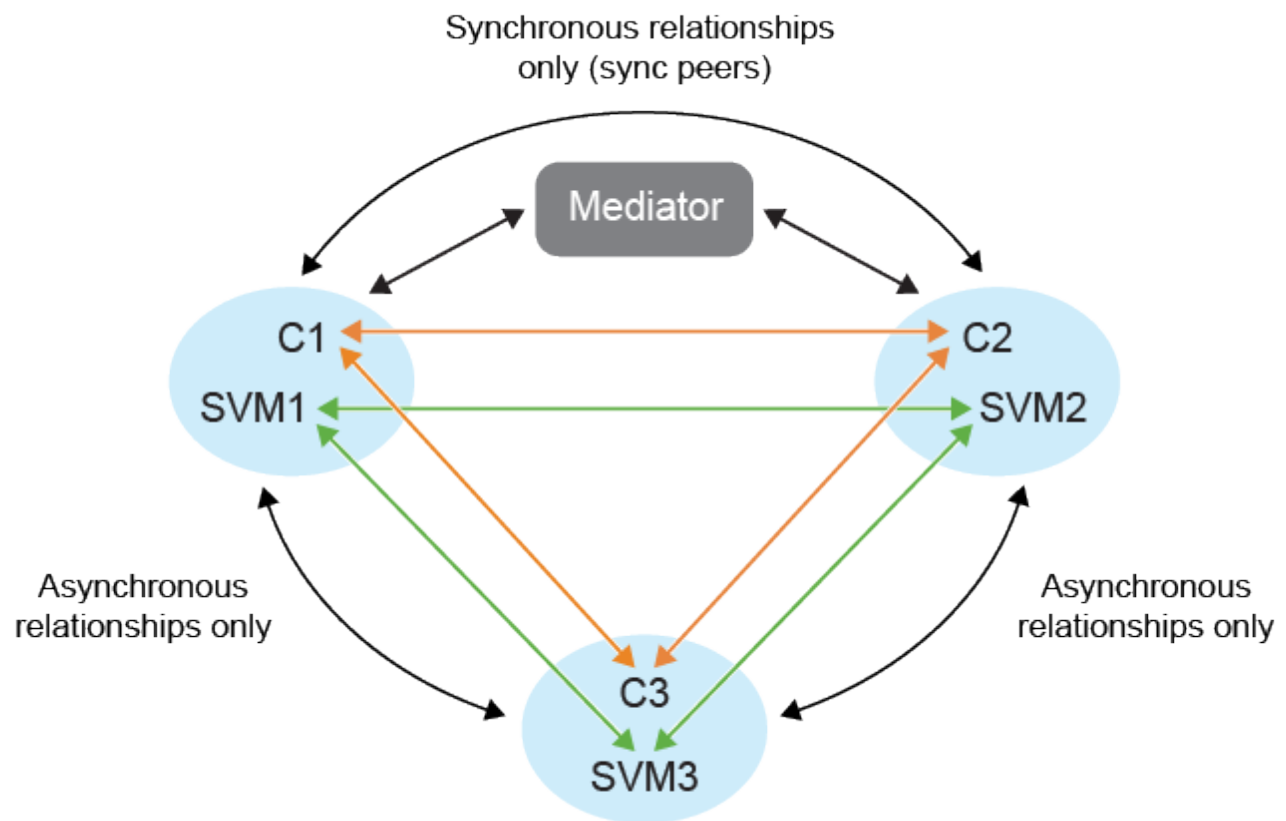 Synchronous relationships
only (sync peers)
Mediator
C1
C2
SVM1
SVM2
Asynchronous
relationships only
Asynchronous
relationships only
C3
SVM3